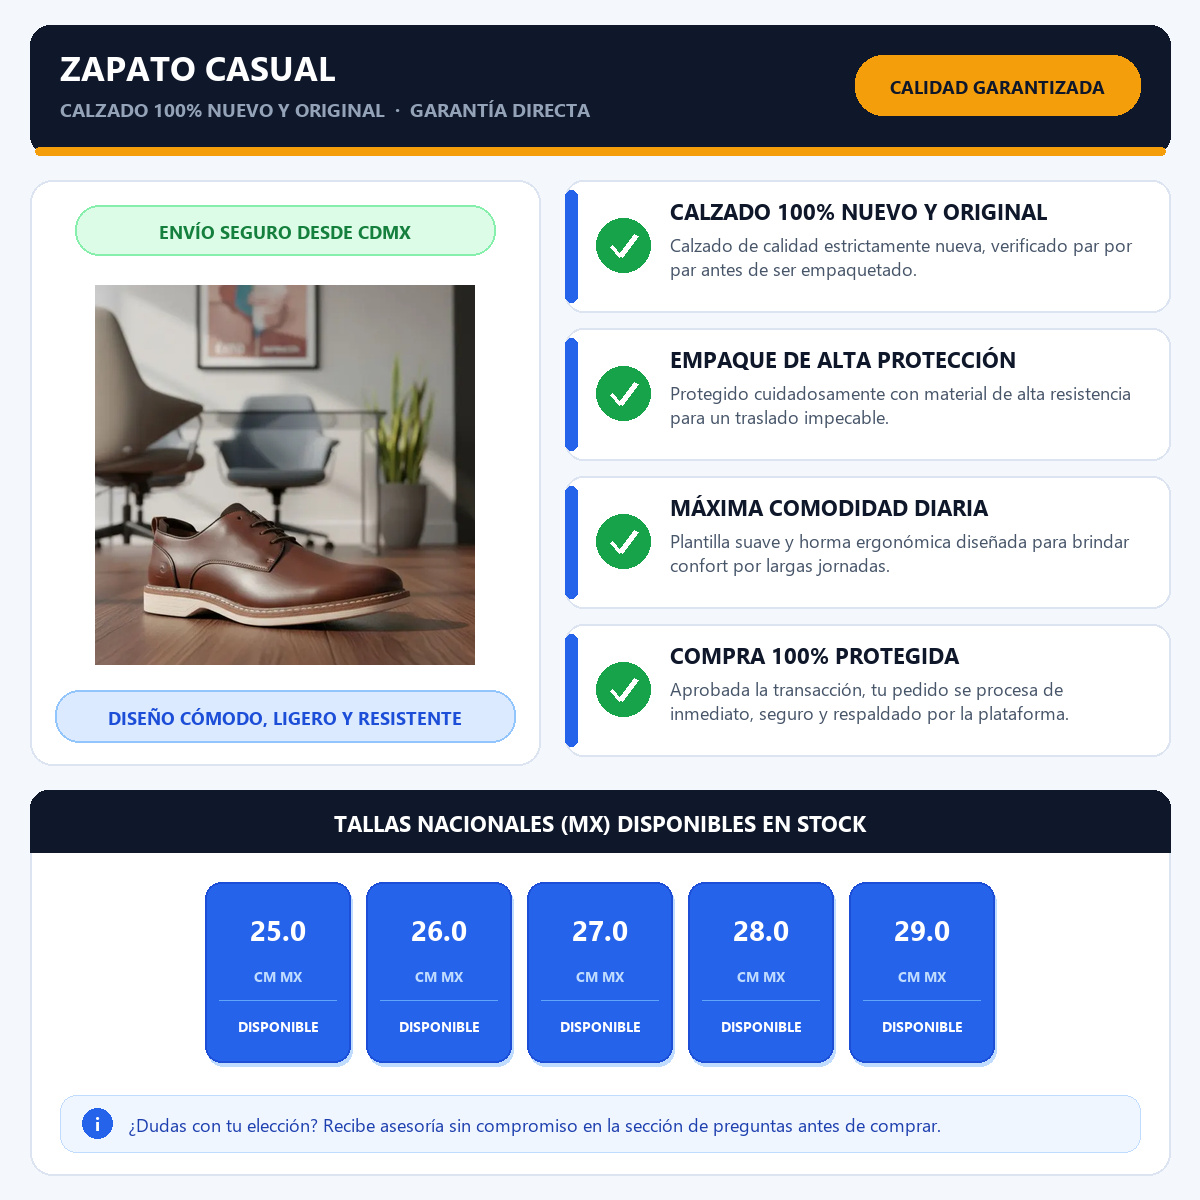 ZAPATO CASUAL
CALZADO 100% NUEVO Y ORIGINAL · GARANTÍA DIRECTA
CALIDAD GARANTIZADA
ENVÍO SEGURO DESDE CDMX
DISEÑO CÓMODO, LIGERO Y RESISTENTE
CALZADO 100% NUEVO Y ORIGINAL
Calzado de calidad estrictamente nueva, verificado par por
par antes de ser empaquetado.
EMPAQUE DE ALTA PROTECCIÓN
Protegido cuidadosamente con material de alta resistencia
para un traslado impecable.
MÁXIMA COMODIDAD DIARIA
Plantilla suave y horma ergonómica diseñada para brindar
confort por largas jornadas.
COMPRA 100% PROTEGIDA
Aprobada la transacción, tu pedido se procesa de
inmediato, seguro y respaldado por la plataforma.
TALLAS NACIONALES (MX) DISPONIBLES EN STOCK
25.0
CM MX
DISPONIBLE
26.0
CM MX
DISPONIBLE
27.0
CM MX
DISPONIBLE
28.0
CM MX
DISPONIBLE
29.0
CM MX
DISPONIBLE
i
¿Dudas con tu elección? Recibe asesoría sin compromiso en la sección de preguntas antes de comprar.